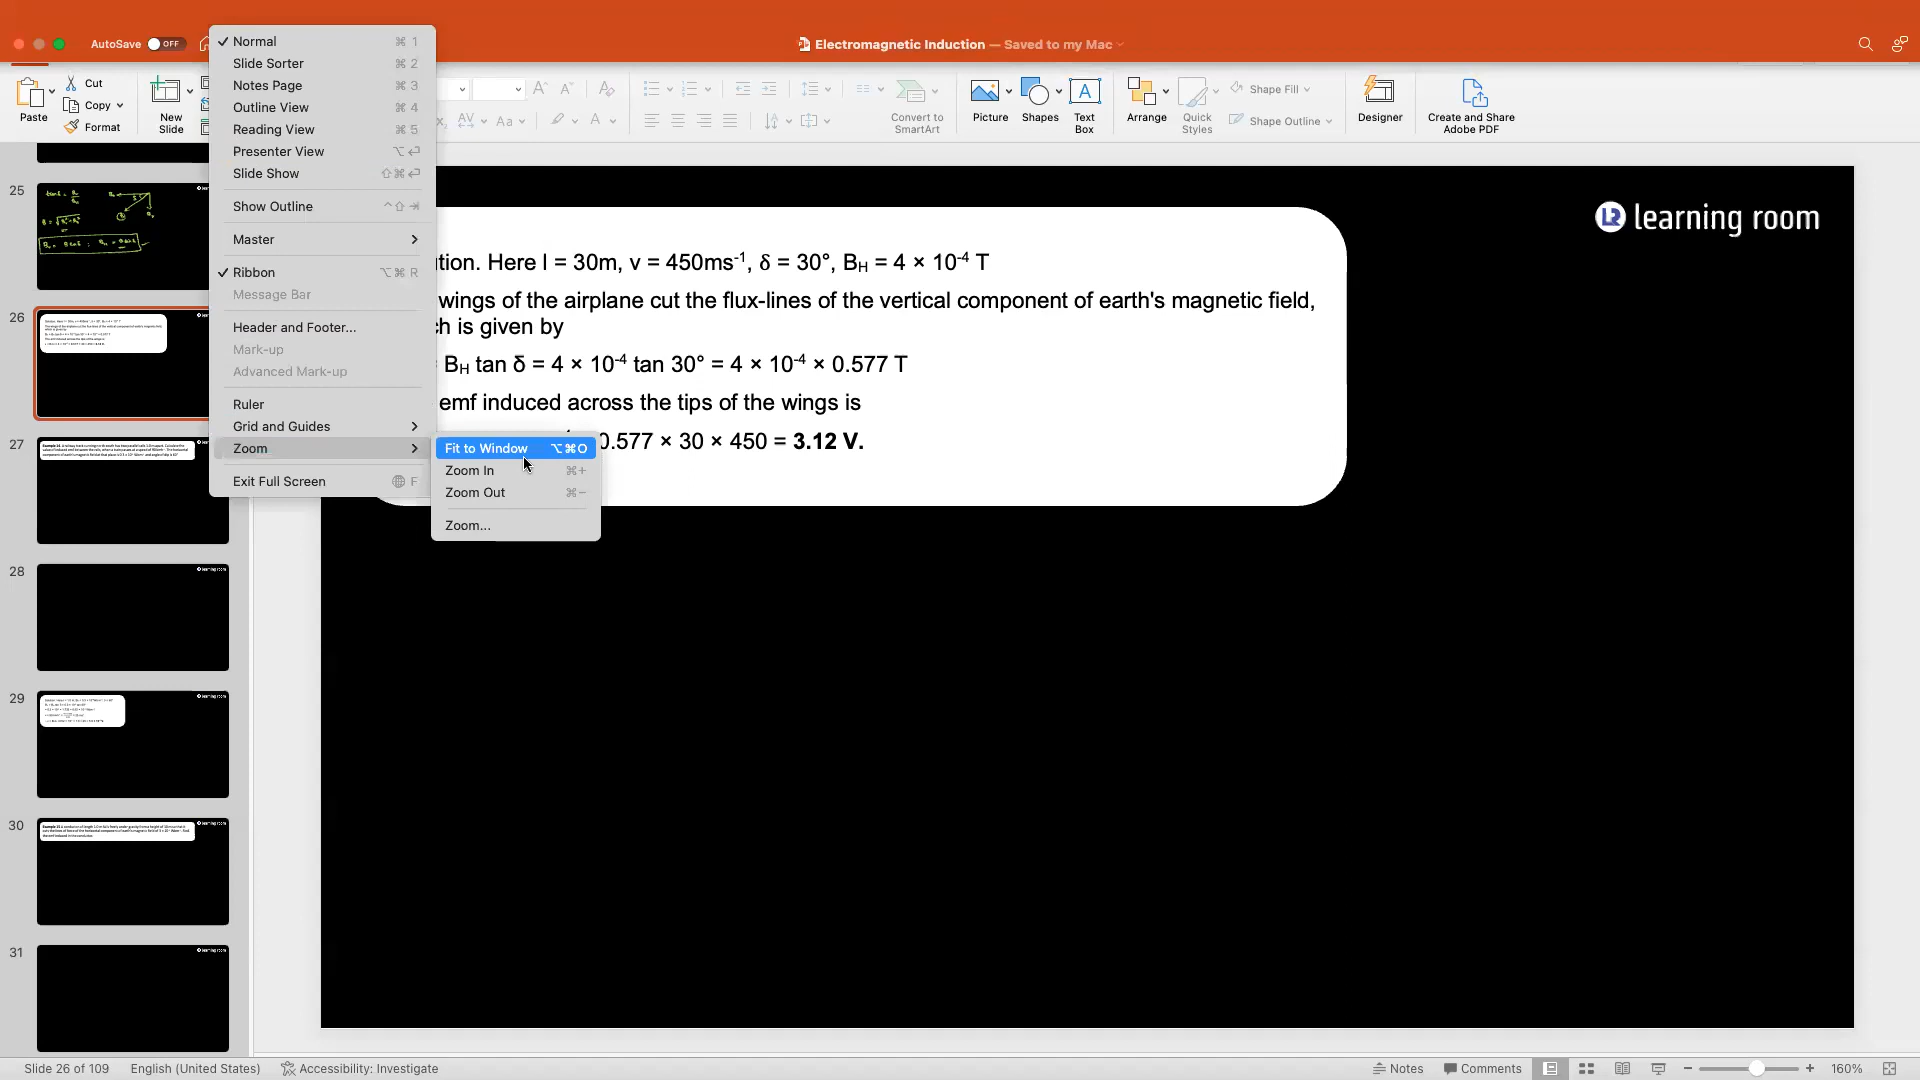 AutoSave OFF
Electromagnetic Induction — Saved to my Mac
Paste
Cut
Copy
Format
New
Slide
Aa
Convert to
SmartArt
Picture
Shapes
Text
Box
Arrange
Quick
Styles
Shape Fill
Shape Outline
Designer
Create and Share
Adobe PDF
✓ Normal ⌘ 1
Slide Sorter ⌘ 2
Notes Page ⌘ 3
Outline View ⌘ 4
Reading View ⌘ 5
Presenter View ⌥ ⏎
Slide Show ⇧⌘⏎
Show Outline ^⇧⇥
Master >
✓ Ribbon ⌥⌘ R
Message Bar
Header and Footer...
Mark-up
Advanced Mark-up
Ruler
Grid and Guides >
Zoom >
Exit Full Screen F
Fit to Window ⌥⌘O
Zoom In ⌘+
Zoom Out ⌘−
Zoom...
25
26
27
28
29
30
31
learning room
tion. Here l = 30m, v = 450ms⁻¹, δ = 30°, B_H = 4 × 10⁻⁴ T
wings of the airplane cut the flux-lines of the vertical component of earth's magnetic field,
h is given by
B_H tan δ = 4 × 10⁻⁴ tan 30° = 4 × 10⁻⁴ × 0.577 T
emf induced across the tips of the wings is
0.577 × 30 × 450 = 3.12 V.
Slide 26 of 109
English (United States)
Accessibility: Investigate
Notes
Comments
160%